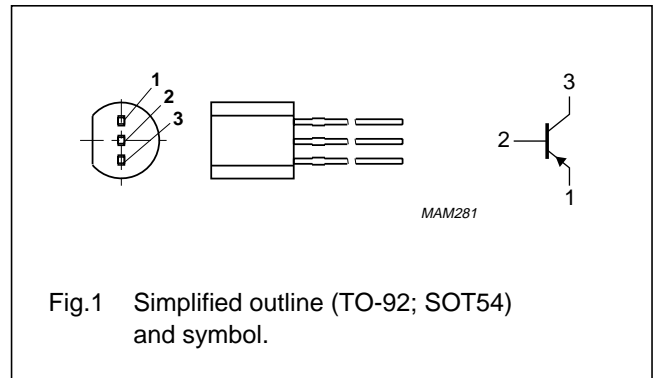 1
2
3
MAM281
3
2
1
Fig.1 Simplified outline (TO-92; SOT54)
and symbol.